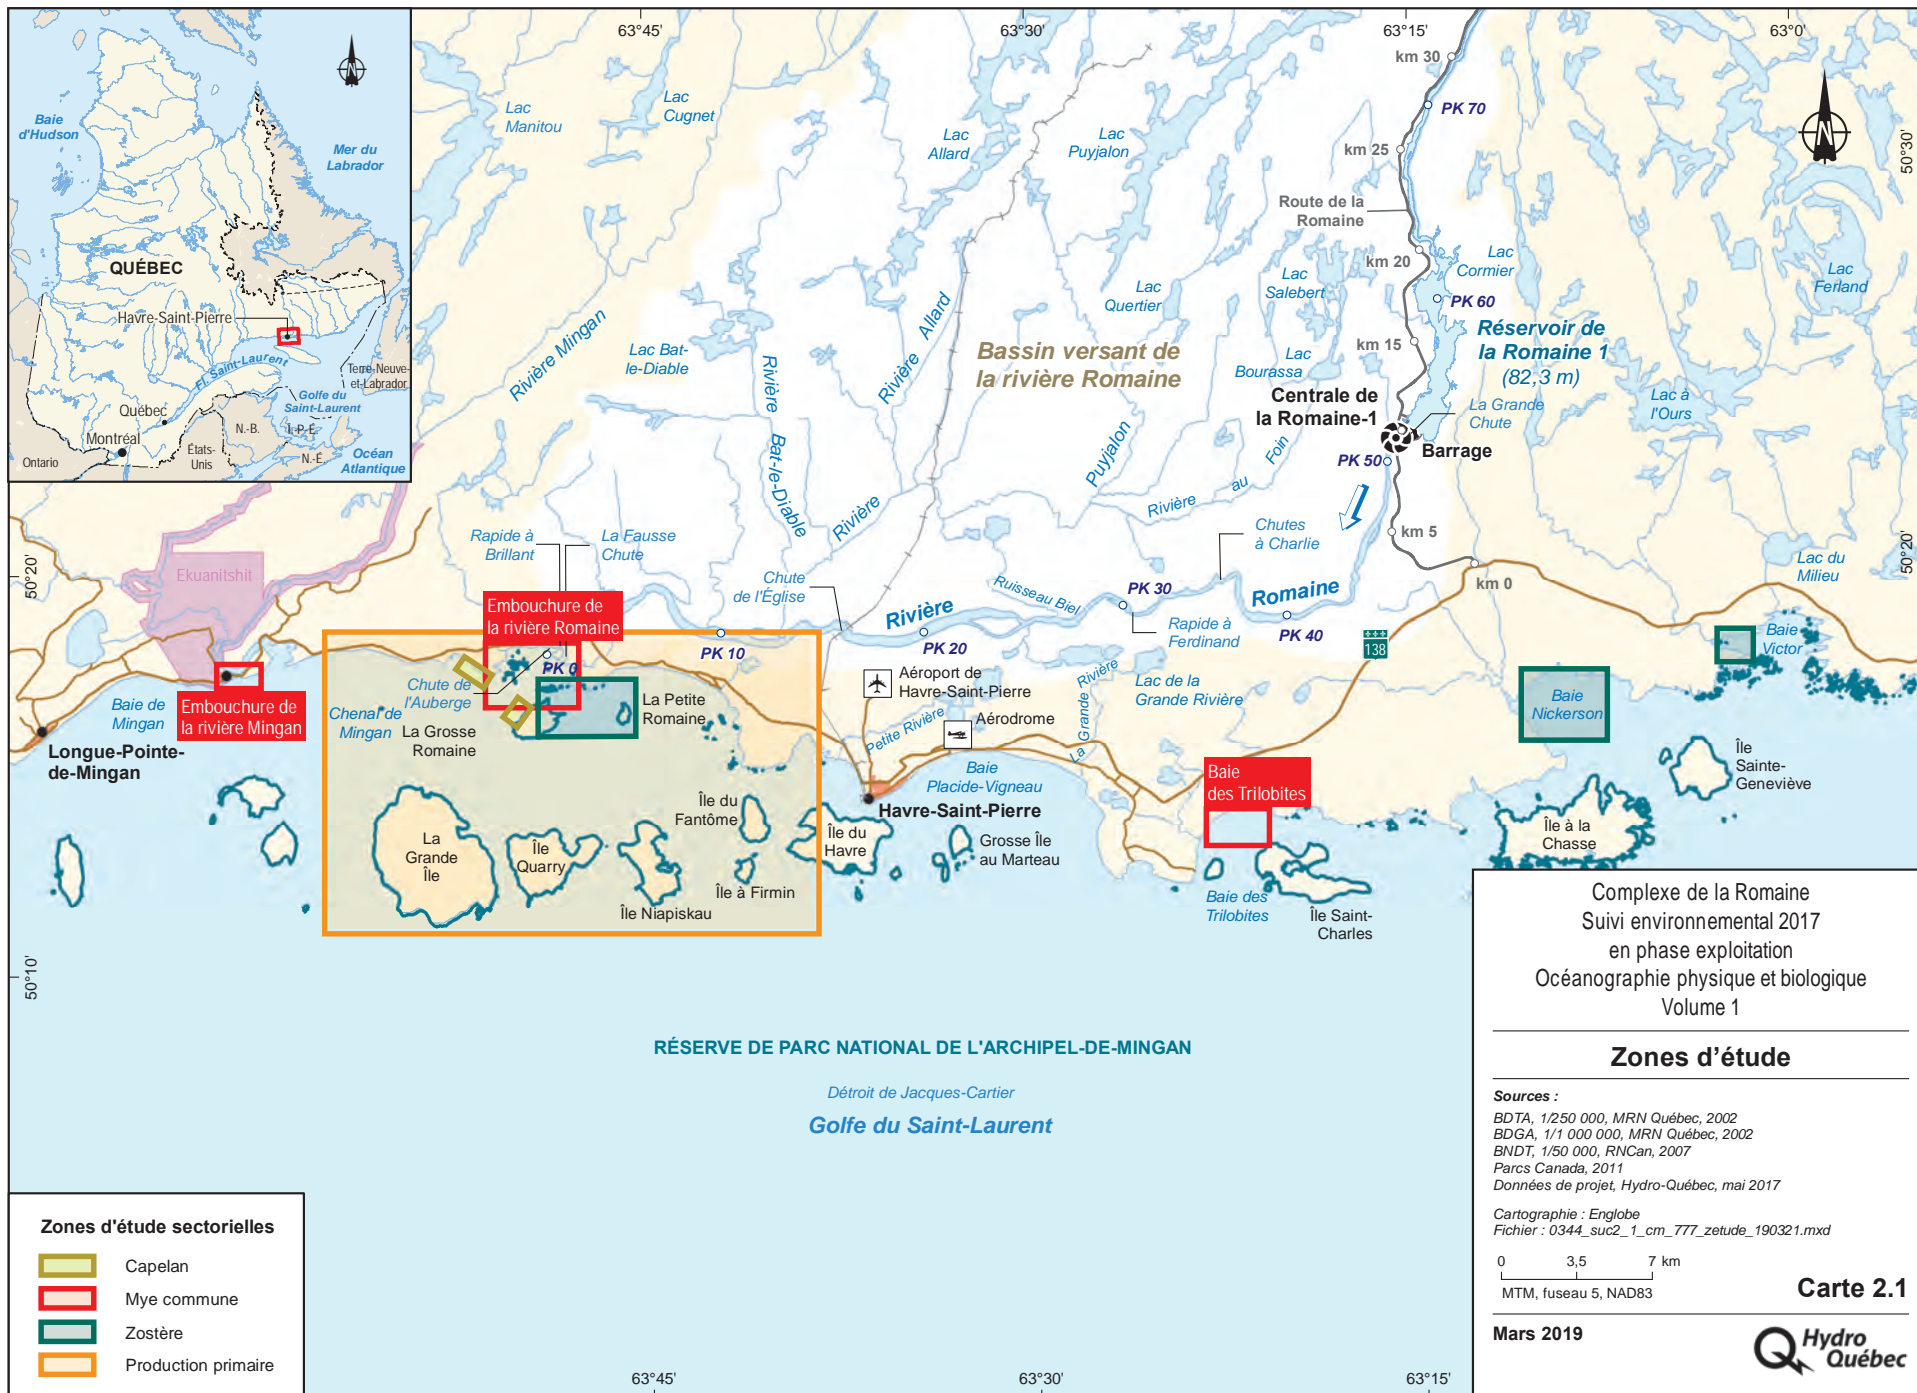 63°45'
63°30'
63°15'
63°0'
50°30'
50°20'
50°20'
50°10'
63°45'
63°30'
63°15'
Baie
d'Hudson
Mer du
Labrador
QUÉBEC
Havre-Saint-Pierre
Fl. Saint-Laurent
Terre-Neuve-
et-Labrador
Golfe du
Saint-Laurent
Québec
Montréal
N.-B.
Î.-P.-É.
N.-É.
États-
Unis
Ontario
Océan
Atlantique
N
Lac
Manitou
Lac
Cugnet
Lac
Allard
Lac
Puyjalon
km 30
PK 70
km 25
Route de la
Romaine
km 20
Lac
Cormier
PK 60
Lac
Salebert
Lac
Quertier
Lac
Ferland
Rivière Mingan
Lac Bat-
le-Diable
Rivière Bat-le-Diable
Rivière Allard
Bassin versant de
la rivière Romaine
Réservoir de
la Romaine 1
(82,3 m)
km 15
Lac
Bourassa
Centrale de
la Romaine-1
La Grande
Chute
Barrage
Lac à
l'Ours
PK 50
Rivière Puyjalon
Rivière au Foin
Chutes
à Charlie
km 5
km 0
Lac du
Milieu
Ekuanitshit
Rapide à
Brillant
La Fausse
Chute
Chute
de l'Église
Ruisseau Biel
Rivière Romaine
PK 30
PK 40
PK 20
PK 10
PK 0
Rapide à
Ferdinand
138
Baie
Victor
Embouchure de
la rivière Romaine
Embouchure de
la rivière Mingan
Baie de
Mingan
Longue-Pointe-
de-Mingan
Chenal de
Mingan
Chute de
l'Auberge
La Grosse
Romaine
La Petite
Romaine
Aéroport de
Havre-Saint-Pierre
Petite Rivière
Aérodrome
La Grande Rivière
Lac de la
Grande Rivière
Baie
Nickerson
Île
Sainte-
Geneviève
Baie
Placide-Vigneau
Havre-Saint-Pierre
Baie
des Trilobites
La
Grande
Île
Île
Quarry
Île Niapiskau
Île du
Fantôme
Île à Firmin
Île du
Havre
Grosse Île
au Marteau
Baie des
Trilobites
Île Saint-
Charles
Île à la
Chasse
RÉSERVE DE PARC NATIONAL DE L'ARCHIPEL-DE-MINGAN
Détroit de Jacques-Cartier
Golfe du Saint-Laurent
Zones d'étude sectorielles
Capelan
Mye commune
Zostère
Production primaire
Complexe de la Romaine
Suivi environnemental 2017
en phase exploitation
Océanographie physique et biologique
Volume 1
Zones d'étude
Sources :
BDTA, 1/250 000, MRN Québec, 2002
BDGA, 1/1 000 000, MRN Québec, 2002
BNDT, 1/50 000, RNCan, 2007
Parcs Canada, 2011
Données de projet, Hydro-Québec, mai 2017
Cartographie : Englobe
Fichier : 0344_suc2_1_cm_777_zetude_190321.mxd
0 3,5 7 km
MTM, fuseau 5, NAD83
Carte 2.1
Mars 2019
Hydro
Québec